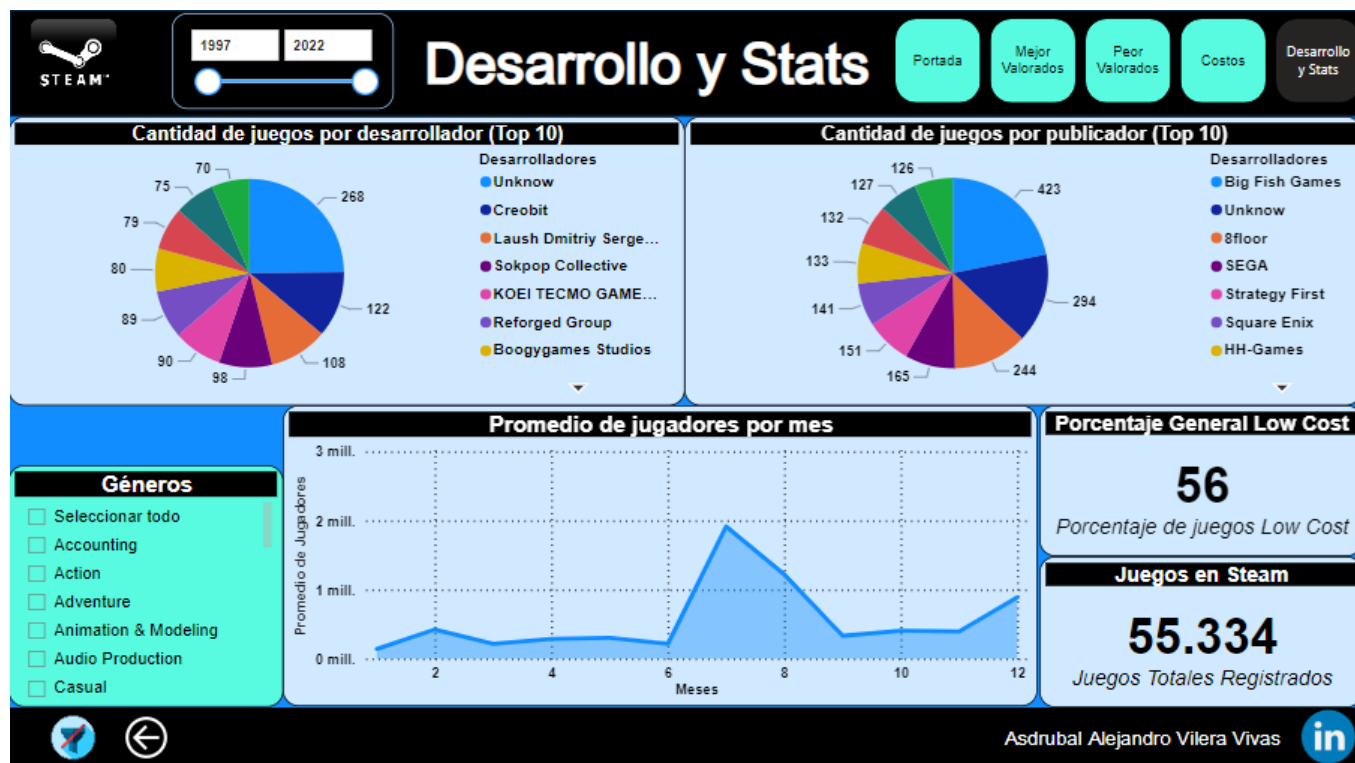 STEAM™
1997
2022
Desarrollo y Stats
Portada
Mejor
Valorados
Peor
Valorados
Costos
Desarrollo
y Stats
Cantidad de juegos por desarrollador (Top 10)
70
75
79
80
89
90
98
108
122
268
Desarrolladores
Unknow
Creobit
Laush Dmitriy Serge...
Sokpop Collective
KOEI TECMO GAME...
Reforged Group
Boogygames Studios
Cantidad de juegos por publicador (Top 10)
126
127
132
133
141
151
165
244
294
423
Desarrolladores
Big Fish Games
Unknow
8floor
SEGA
Strategy First
Square Enix
HH-Games
Géneros
Seleccionar todo
Accounting
Action
Adventure
Animation & Modeling
Audio Production
Casual
Promedio de jugadores por mes
Promedio de Jugadores
3 mill.
2 mill.
1 mill.
0 mill.
2
4
6
8
10
12
Meses
Porcentaje General Low Cost
56
Porcentaje de juegos Low Cost
Juegos en Steam
55.334
Juegos Totales Registrados
Asdrubal Alejandro Vilera Vivas
in